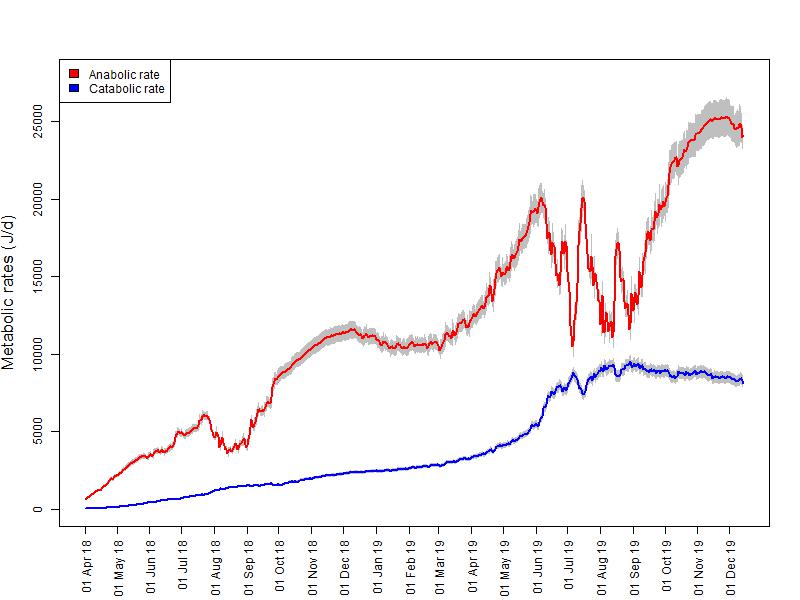 Anabolic rate
Catabolic rate
Metabolic rates (J/d)
25000
20000
15000
10000
5000
0
01 Apr 18
01 May 18
01 Jun 18
01 Jul 18
01 Aug 18
01 Sep 18
01 Oct 18
01 Nov 18
01 Dec 18
01 Jan 19
01 Feb 19
01 Mar 19
01 Apr 19
01 May 19
01 Jun 19
01 Jul 19
01 Aug 19
01 Sep 19
01 Oct 19
01 Nov 19
01 Dec 19